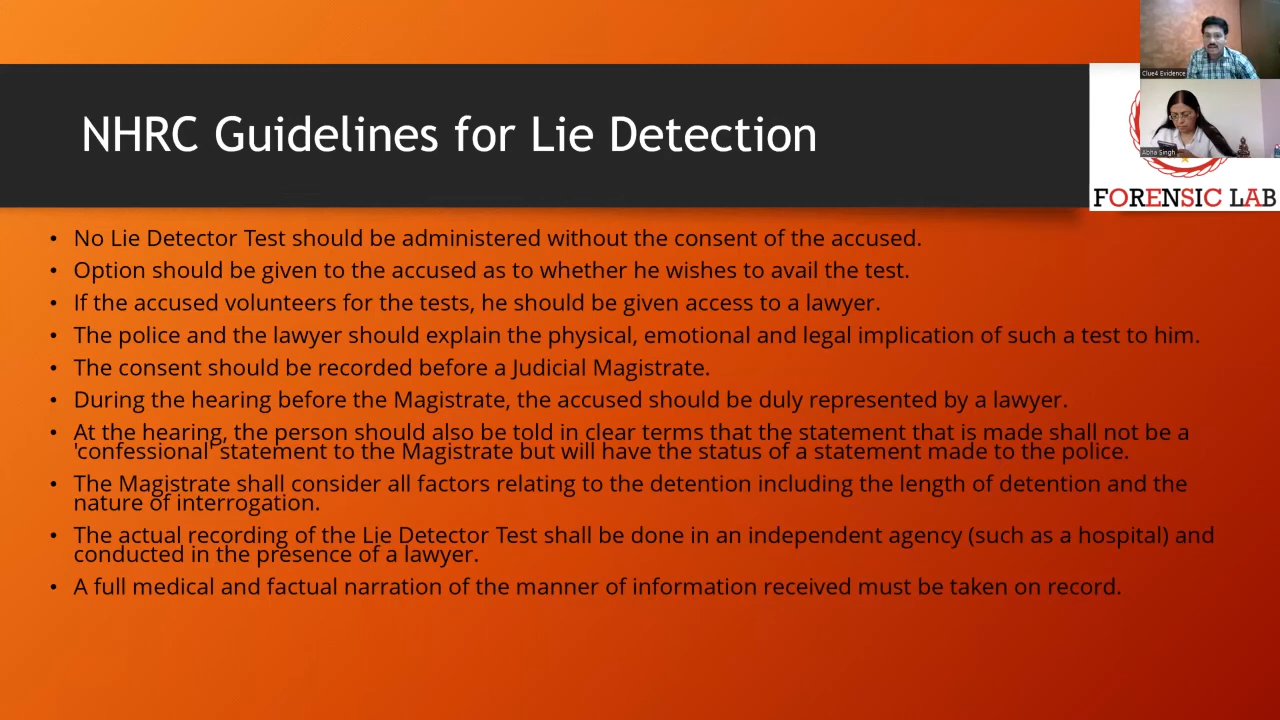 Clue4 Evidence
Abha Singh
NHRC Guidelines for Lie Detection
FORENSIC LAB
• No Lie Detector Test should be administered without the consent of the accused.
• Option should be given to the accused as to whether he wishes to avail the test.
• If the accused volunteers for the tests, he should be given access to a lawyer.
• The police and the lawyer should explain the physical, emotional and legal implication of such a test to him.
• The consent should be recorded before a Judicial Magistrate.
• During the hearing before the Magistrate, the accused should be duly represented by a lawyer.
• At the hearing, the person should also be told in clear terms that the statement that is made shall not be a
'confessional' statement to the Magistrate but will have the status of a statement made to the police.
• The Magistrate shall consider all factors relating to the detention including the length of detention and the
nature of interrogation.
• The actual recording of the Lie Detector Test shall be done in an independent agency (such as a hospital) and
conducted in the presence of a lawyer.
• A full medical and factual narration of the manner of information received must be taken on record.